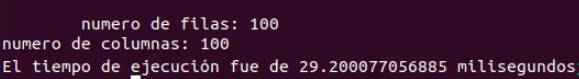 numero de filas: 100
numero de columnas: 100
El tiempo de ejecución fue de 29.200077056885 milisegundos